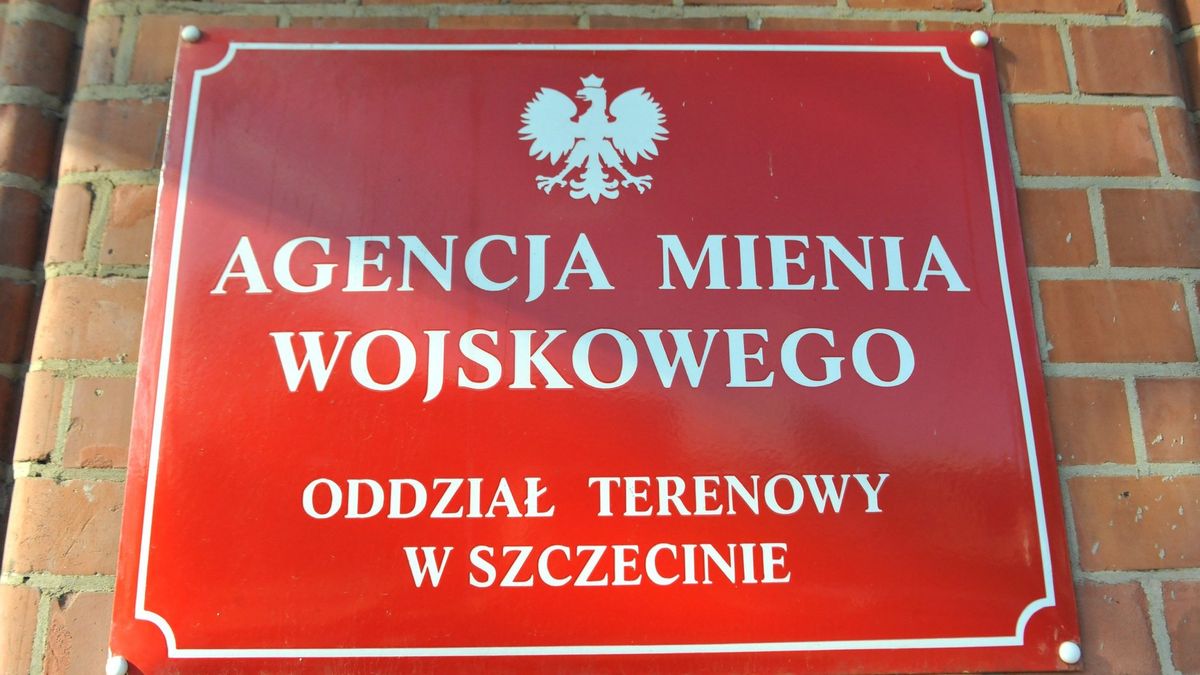 AGENCJA MIENIA
WOJSKOWEGO
ODDZIAŁ TERENOWY
W SZCZECINIE